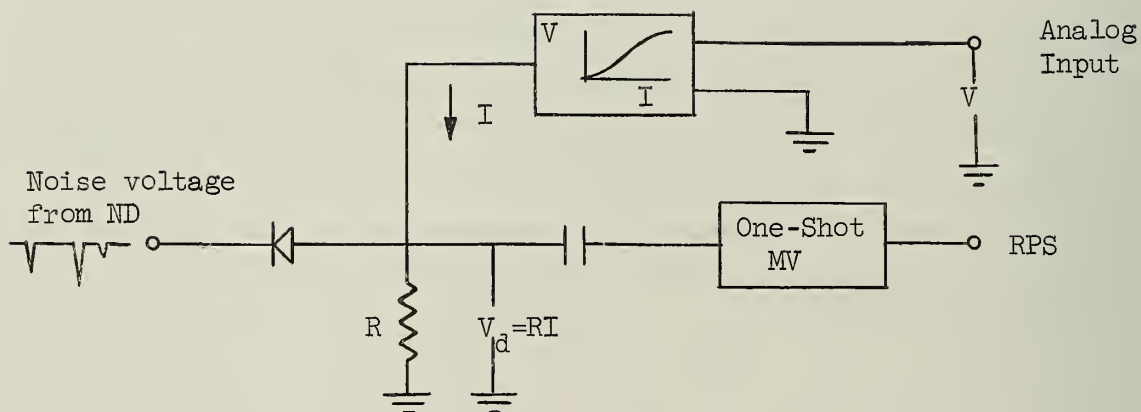 V
I
Analog
Input
I
V
Noise voltage
from ND
One-Shot
MV
RPS
R
V_d=RI